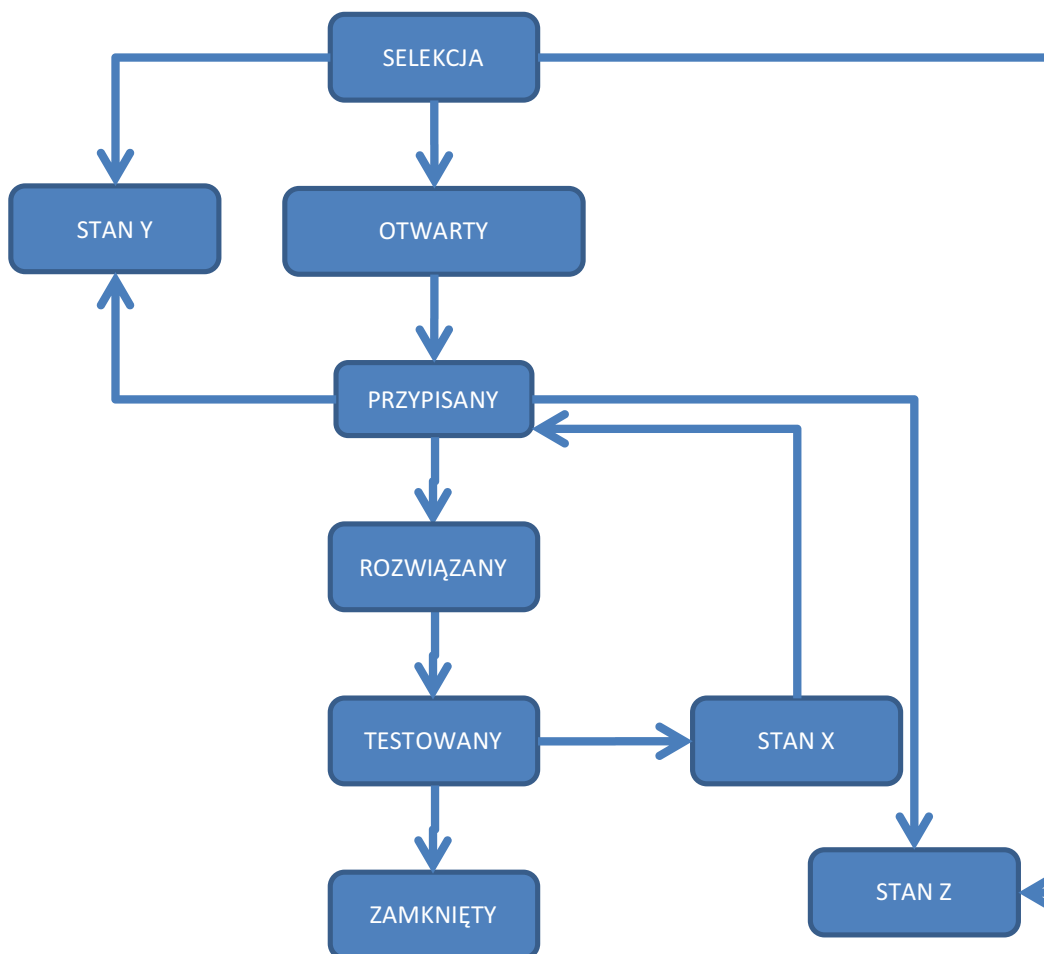 SELEKCJA
STAN Y
OTWARTY
PRZYPISANY
ROZWIĄZANY
TESTOWANY
STAN X
STAN Z
ZAMKNIĘTY